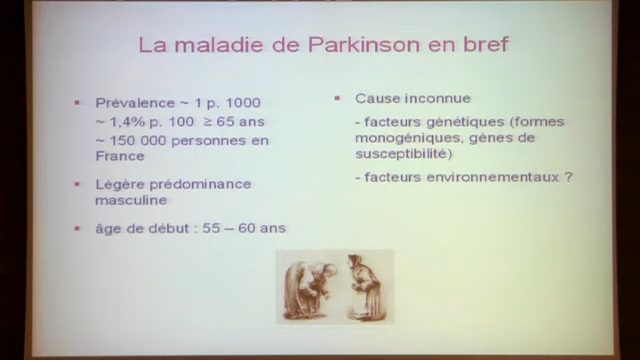 La maladie de Parkinson en bref
▪ Prévalence ~ 1 p. 1000
~ 1,4% p. 100 ≥ 65 ans
~ 150 000 personnes en
France
▪ Légère prédominance
masculine
▪ âge de début : 55 – 60 ans
▪ Cause inconnue
- facteurs génétiques (formes
monogéniques, gènes de
susceptibilité)
- facteurs environnementaux ?